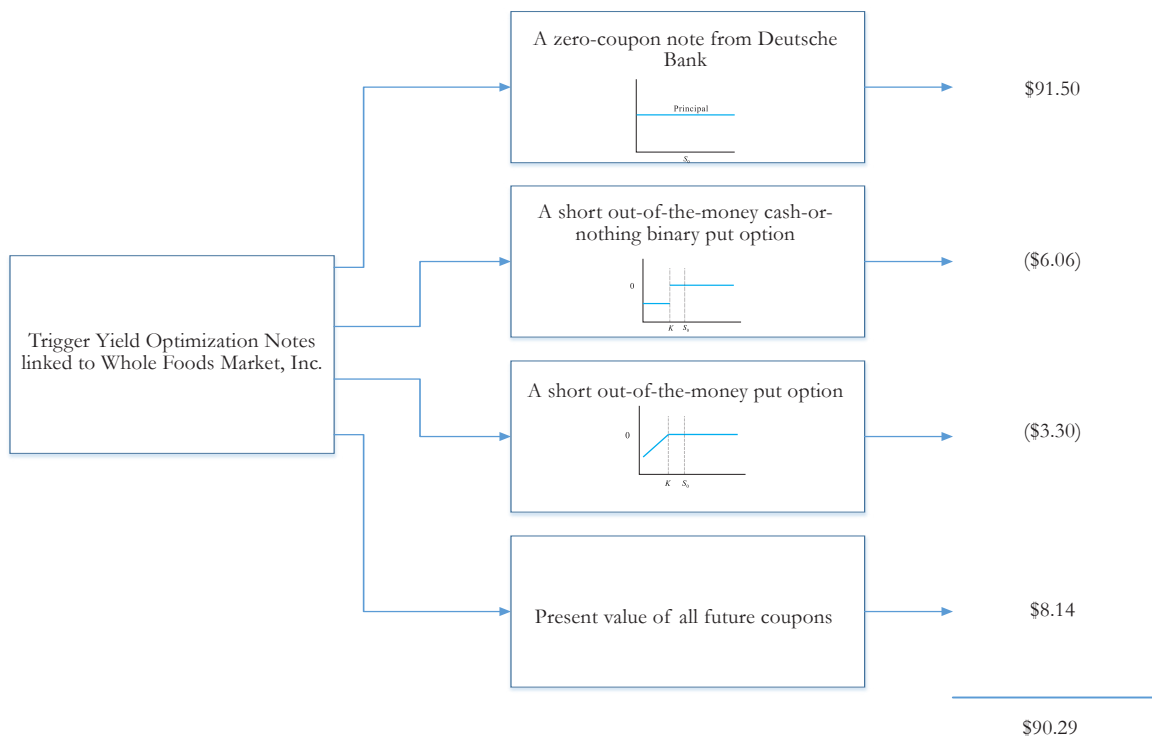 A zero-coupon note from Deutsche
Bank
Principal
S₀
$91.50
A short out-of-the-money cash-or-
nothing binary put option
0
K
S₀
($6.06)
Trigger Yield Optimization Notes
linked to Whole Foods Market, Inc.
A short out-of-the-money put option
0
K
S₀
($3.30)
Present value of all future coupons
$8.14
$90.29